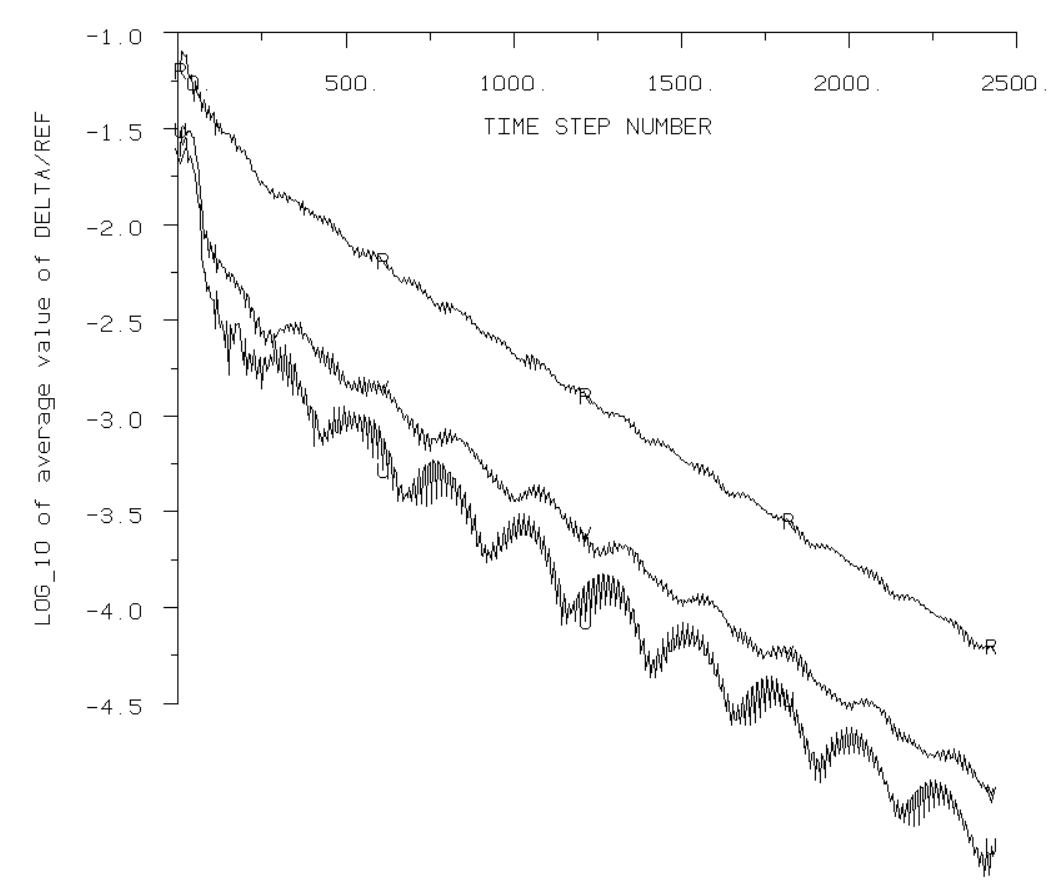 -1.0
500. 1000. 1500. 2000. 2500.
TIME STEP NUMBER
-1.5
-2.0
-2.5
-3.0
-3.5
-4.0
-4.5
LOG_10 of average value of DELTA/REF
R
R
R
R
R
U
V
U